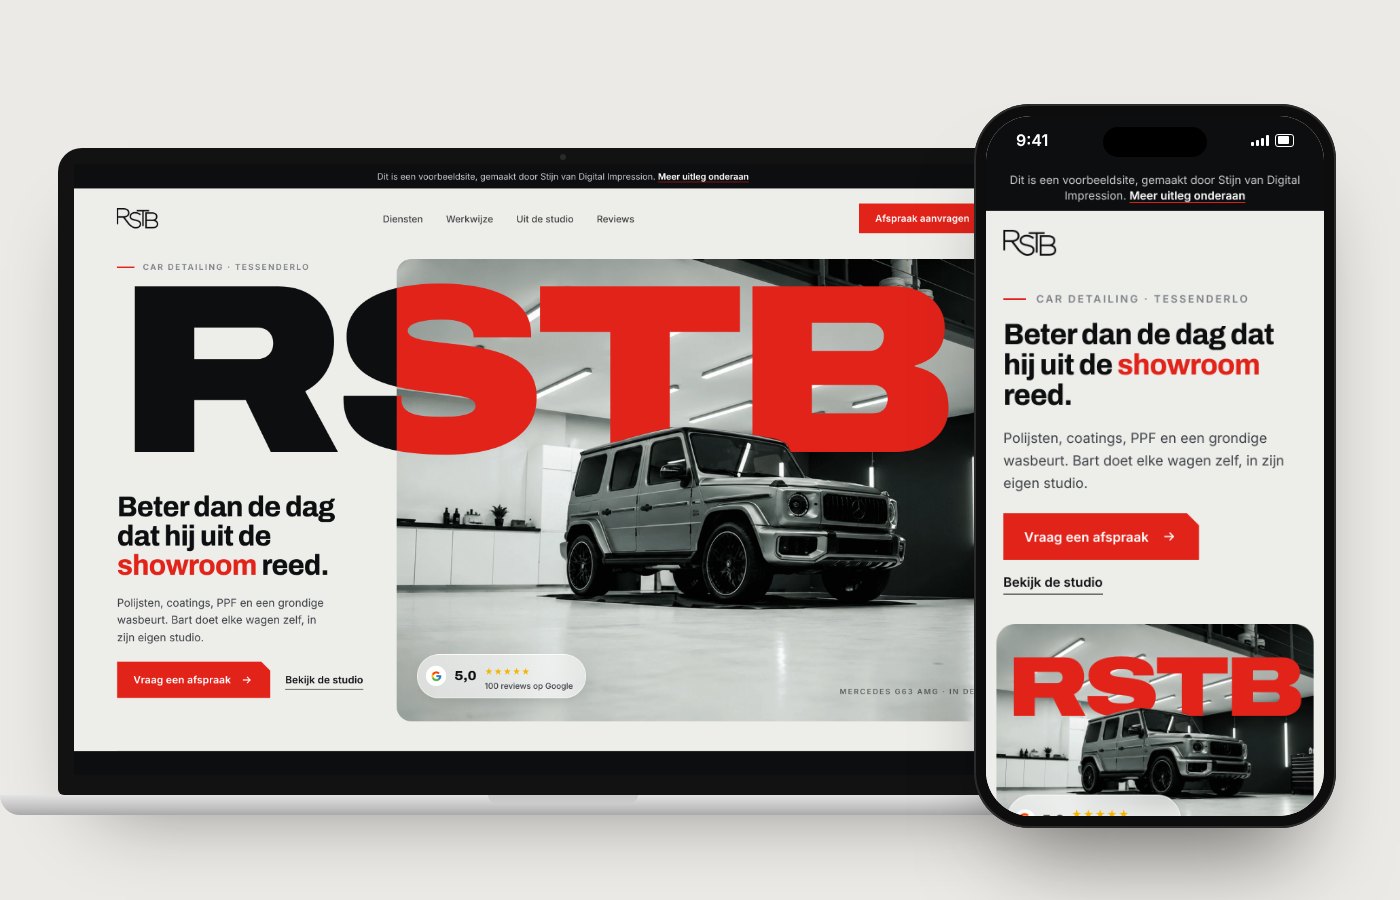 Dit is een voorbeeldsite, gemaakt door Stijn van Digital Impression. Meer uitleg onderaan
RSTB
Diensten Werkwijze Uit de studio Reviews
Afspraak aanvragen
CAR DETAILING · TESSENDERLO
RSTB
Beter dan de dag
dat hij uit de
showroom reed.
Polijsten, coatings, PPF en een grondige
wasbeurt. Bart doet elke wagen zelf, in
zijn eigen studio.
Vraag een afspraak →
Bekijk de studio
G
5,0
★★★★★
100 reviews op Google
MERCEDES G63 AMG · IN DE
9:41
Dit is een voorbeeldsite, gemaakt door Stijn van Digital
Impression. Meer uitleg onderaan
RSTB
CAR DETAILING · TESSENDERLO
Beter dan de dag dat
hij uit de showroom
reed.
Polijsten, coatings, PPF en een grondige
wasbeurt. Bart doet elke wagen zelf, in zijn
eigen studio.
Vraag een afspraak →
Bekijk de studio
RSTB
★★★★★